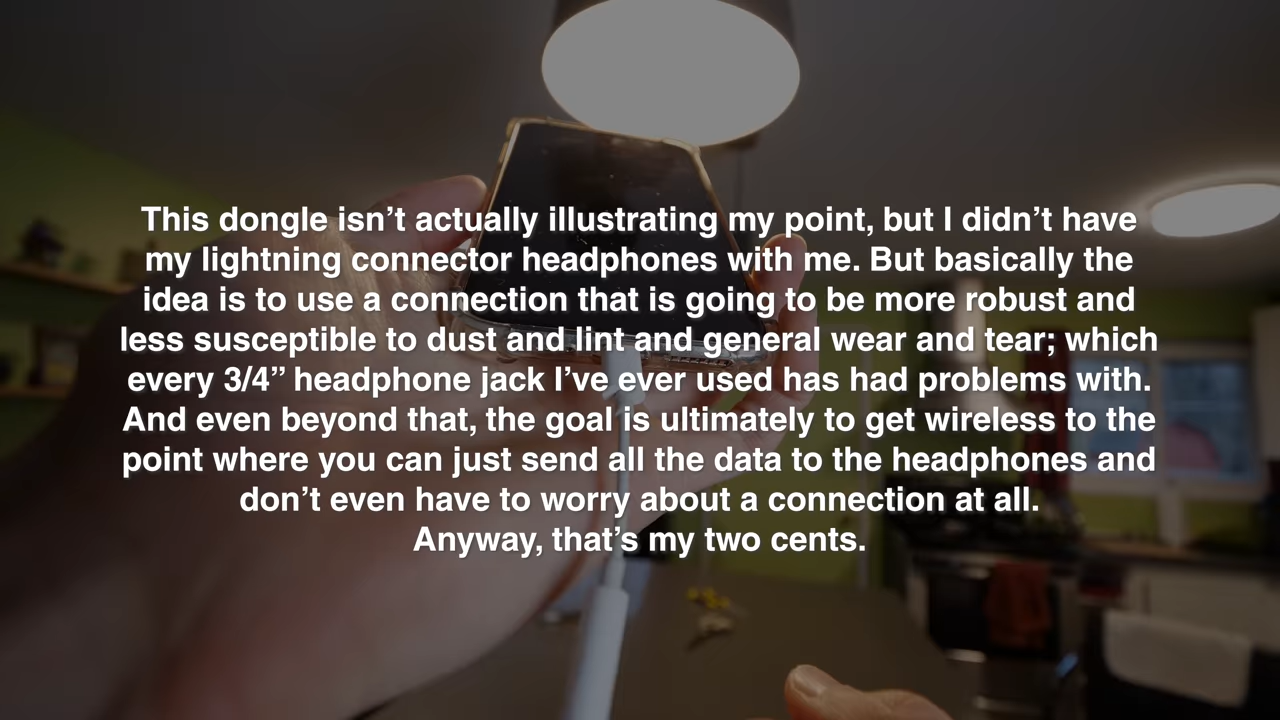 This dongle isn’t actually illustrating my point, but I didn’t have
my lightning connector headphones with me. But basically the
idea is to use a connection that is going to be more robust and
less susceptible to dust and lint and general wear and tear; which
every 3/4” headphone jack I’ve ever used has had problems with.
And even beyond that, the goal is ultimately to get wireless to the
point where you can just send all the data to the headphones and
don’t even have to worry about a connection at all.
Anyway, that’s my two cents.